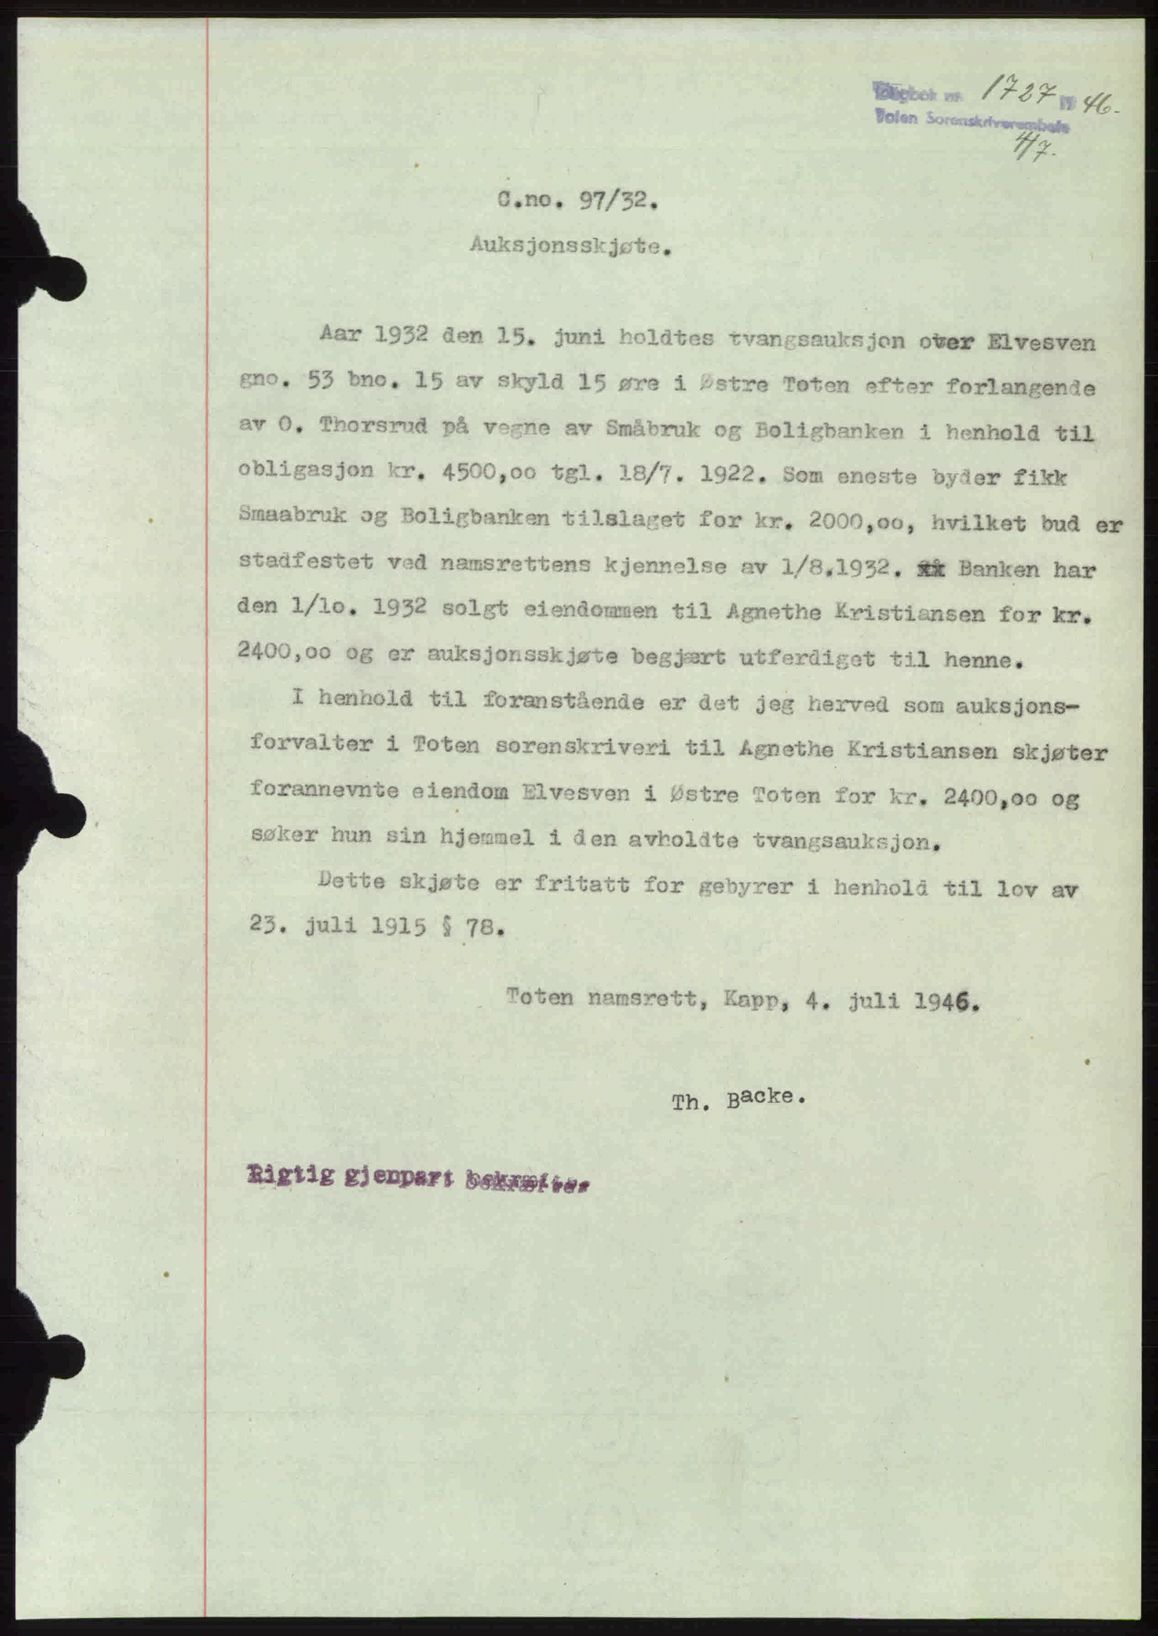 Dagbok nr. 1727 19 46.
Toten Sorenskriverembete
4/7.
C.no. 97/32.
Auksjonsskjøte.
Aar 1932 den 15. juni holdtes tvangsauksjon over Elvesven
gno. 53 bno. 15 av skyld 15 øre i Østre Toten efter forlangende
av O. Thorsrud på vegne av Småbruk og Boligbanken i henhold til
obligasjon kr. 4500,oo tgl. 18/7. 1922. Som eneste byder fikk
Smaabruk og Boligbanken tilslaget for kr. 2000,oo, hvilket bud er
stadfestet ved namsrettens kjennelse av 1/8.1932. Banken har
den 1/lo. 1932 solgt eiendommen til Agnethe Kristiansen for kr.
2400,oo og er auksjonsskjøte begjært utferdiget til henne.
I henhold til foranstående er det jeg herved som auksjons-
forvalter i Toten sorenskriveri til Agnethe Kristiansen skjøter
forannevnte eiendom Elvesven i Østre Toten for kr. 2400,oo og
søker hun sin hjemmel i den avholdte tvangsauksjon.
Dette skjøte er fritatt for gebyrer i henhold til lov av
23. juli 1915 § 78.
Toten namsrett, Kapp, 4. juli 1946.
Th. Backe.
Rigtig gjenpart bekræftes